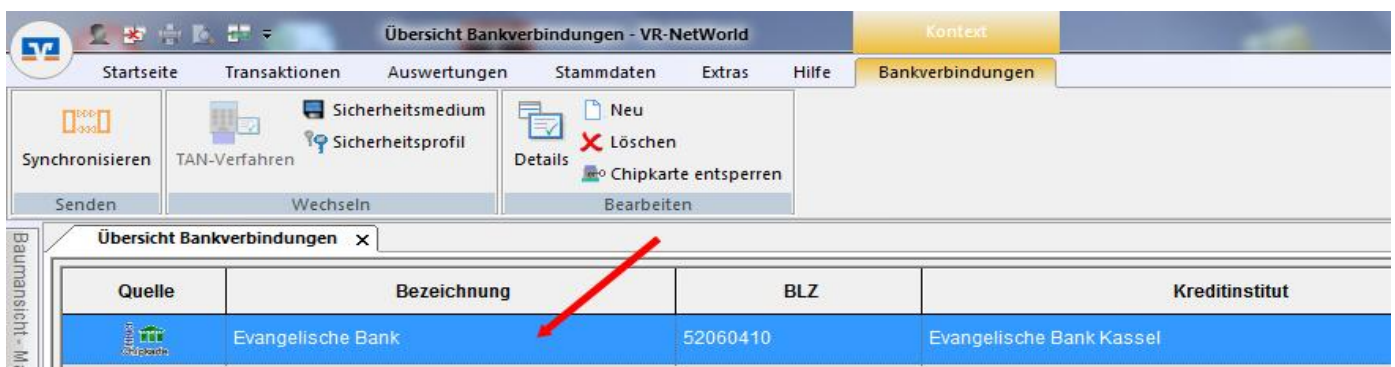 Übersicht Bankverbindungen - VR-NetWorld
Kontext
Startseite Transaktionen Auswertungen Stammdaten Extras Hilfe Bankverbindungen
Synchronisieren
Senden
TAN-Verfahren
Sicherheitsmedium
Sicherheitsprofil
Wechseln
Details
Neu
Löschen
Chipkarte entsperren
Bearbeiten
Baumansicht - Ma
Übersicht Bankverbindungen x
Quelle Bezeichnung BLZ Kreditinstitut
Chipkarte Evangelische Bank 52060410 Evangelische Bank Kassel